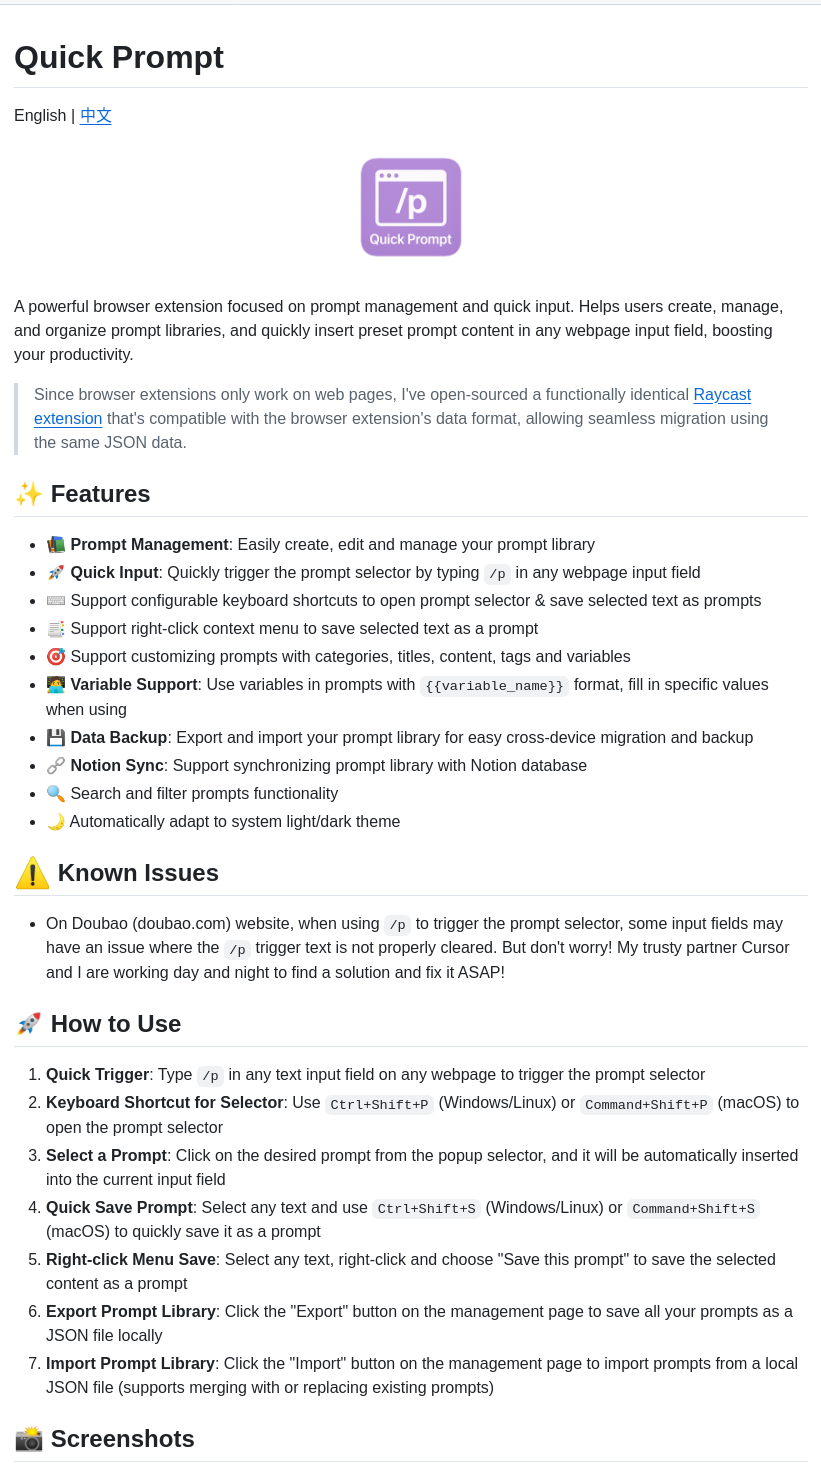 Quick Prompt
English | 中文
/p
Quick Prompt
A powerful browser extension focused on prompt management and quick input. Helps users create, manage,
and organize prompt libraries, and quickly insert preset prompt content in any webpage input field, boosting
your productivity.
Since browser extensions only work on web pages, I've open-sourced a functionally identical Raycast
extension that's compatible with the browser extension's data format, allowing seamless migration using
the same JSON data.
✨ Features
• 📚 Prompt Management: Easily create, edit and manage your prompt library
• 🚀 Quick Input: Quickly trigger the prompt selector by typing /p in any webpage input field
• ⌨️ Support configurable keyboard shortcuts to open prompt selector & save selected text as prompts
• 📑 Support right-click context menu to save selected text as a prompt
• 🎯 Support customizing prompts with categories, titles, content, tags and variables
• 🧑‍💻 Variable Support: Use variables in prompts with {{variable_name}} format, fill in specific values
when using
• 💾 Data Backup: Export and import your prompt library for easy cross-device migration and backup
• 🔗 Notion Sync: Support synchronizing prompt library with Notion database
• 🔍 Search and filter prompts functionality
• 🌙 Automatically adapt to system light/dark theme
⚠️ Known Issues
• On Doubao (doubao.com) website, when using /p to trigger the prompt selector, some input fields may
have an issue where the /p trigger text is not properly cleared. But don't worry! My trusty partner Cursor
and I are working day and night to find a solution and fix it ASAP!
🚀 How to Use
1. Quick Trigger: Type /p in any text input field on any webpage to trigger the prompt selector
2. Keyboard Shortcut for Selector: Use Ctrl+Shift+P (Windows/Linux) or Command+Shift+P (macOS) to
open the prompt selector
3. Select a Prompt: Click on the desired prompt from the popup selector, and it will be automatically inserted
into the current input field
4. Quick Save Prompt: Select any text and use Ctrl+Shift+S (Windows/Linux) or Command+Shift+S
(macOS) to quickly save it as a prompt
5. Right-click Menu Save: Select any text, right-click and choose "Save this prompt" to save the selected
content as a prompt
6. Export Prompt Library: Click the "Export" button on the management page to save all your prompts as a
JSON file locally
7. Import Prompt Library: Click the "Import" button on the management page to import prompts from a local
JSON file (supports merging with or replacing existing prompts)
📸 Screenshots